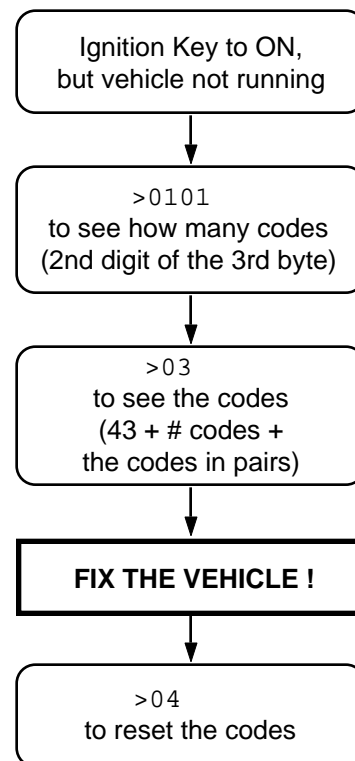 Ignition Key to ON,
but vehicle not running
>0101
to see how many codes
(2nd digit of the 3rd byte)
>03
to see the codes
(43 + # codes +
the codes in pairs)
FIX THE VEHICLE !
>04
to reset the codes